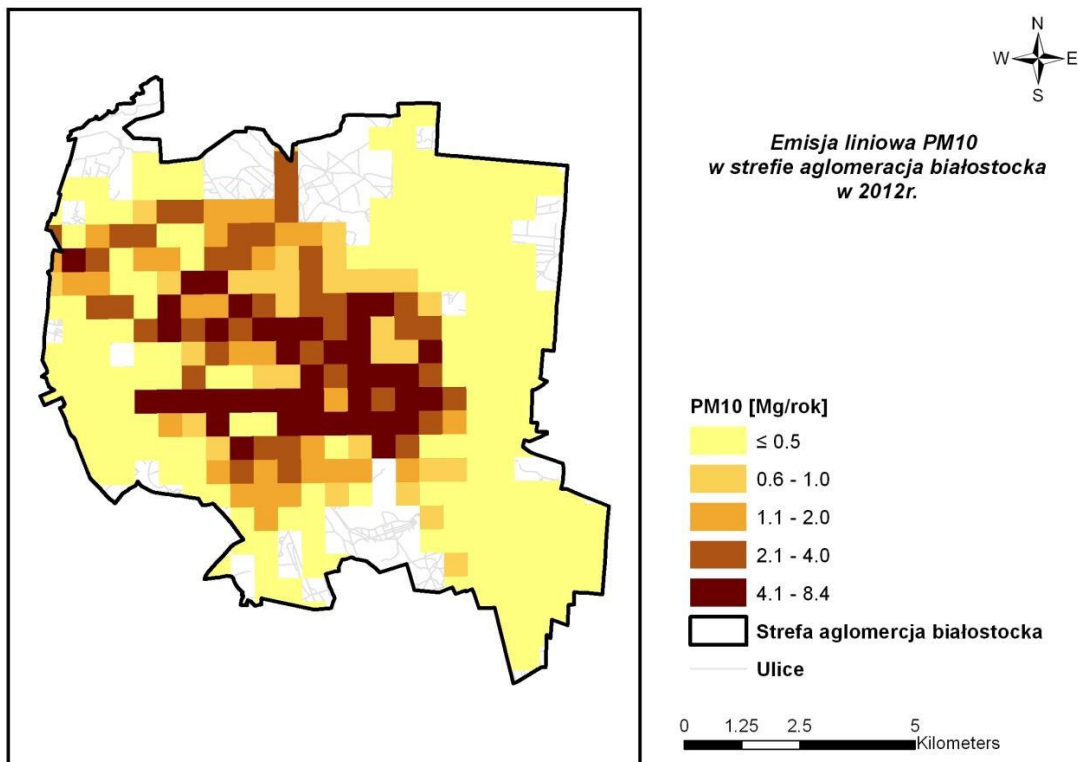 N
W E
S
Emisja liniowa PM10
w strefie aglomeracja białostocka
w 2012r.
PM10 [Mg/rok]
≤ 0.5
0.6 - 1.0
1.1 - 2.0
2.1 - 4.0
4.1 - 8.4
Strefa aglomercja białostocka
Ulice
0 1.25 2.5 5
Kilometers